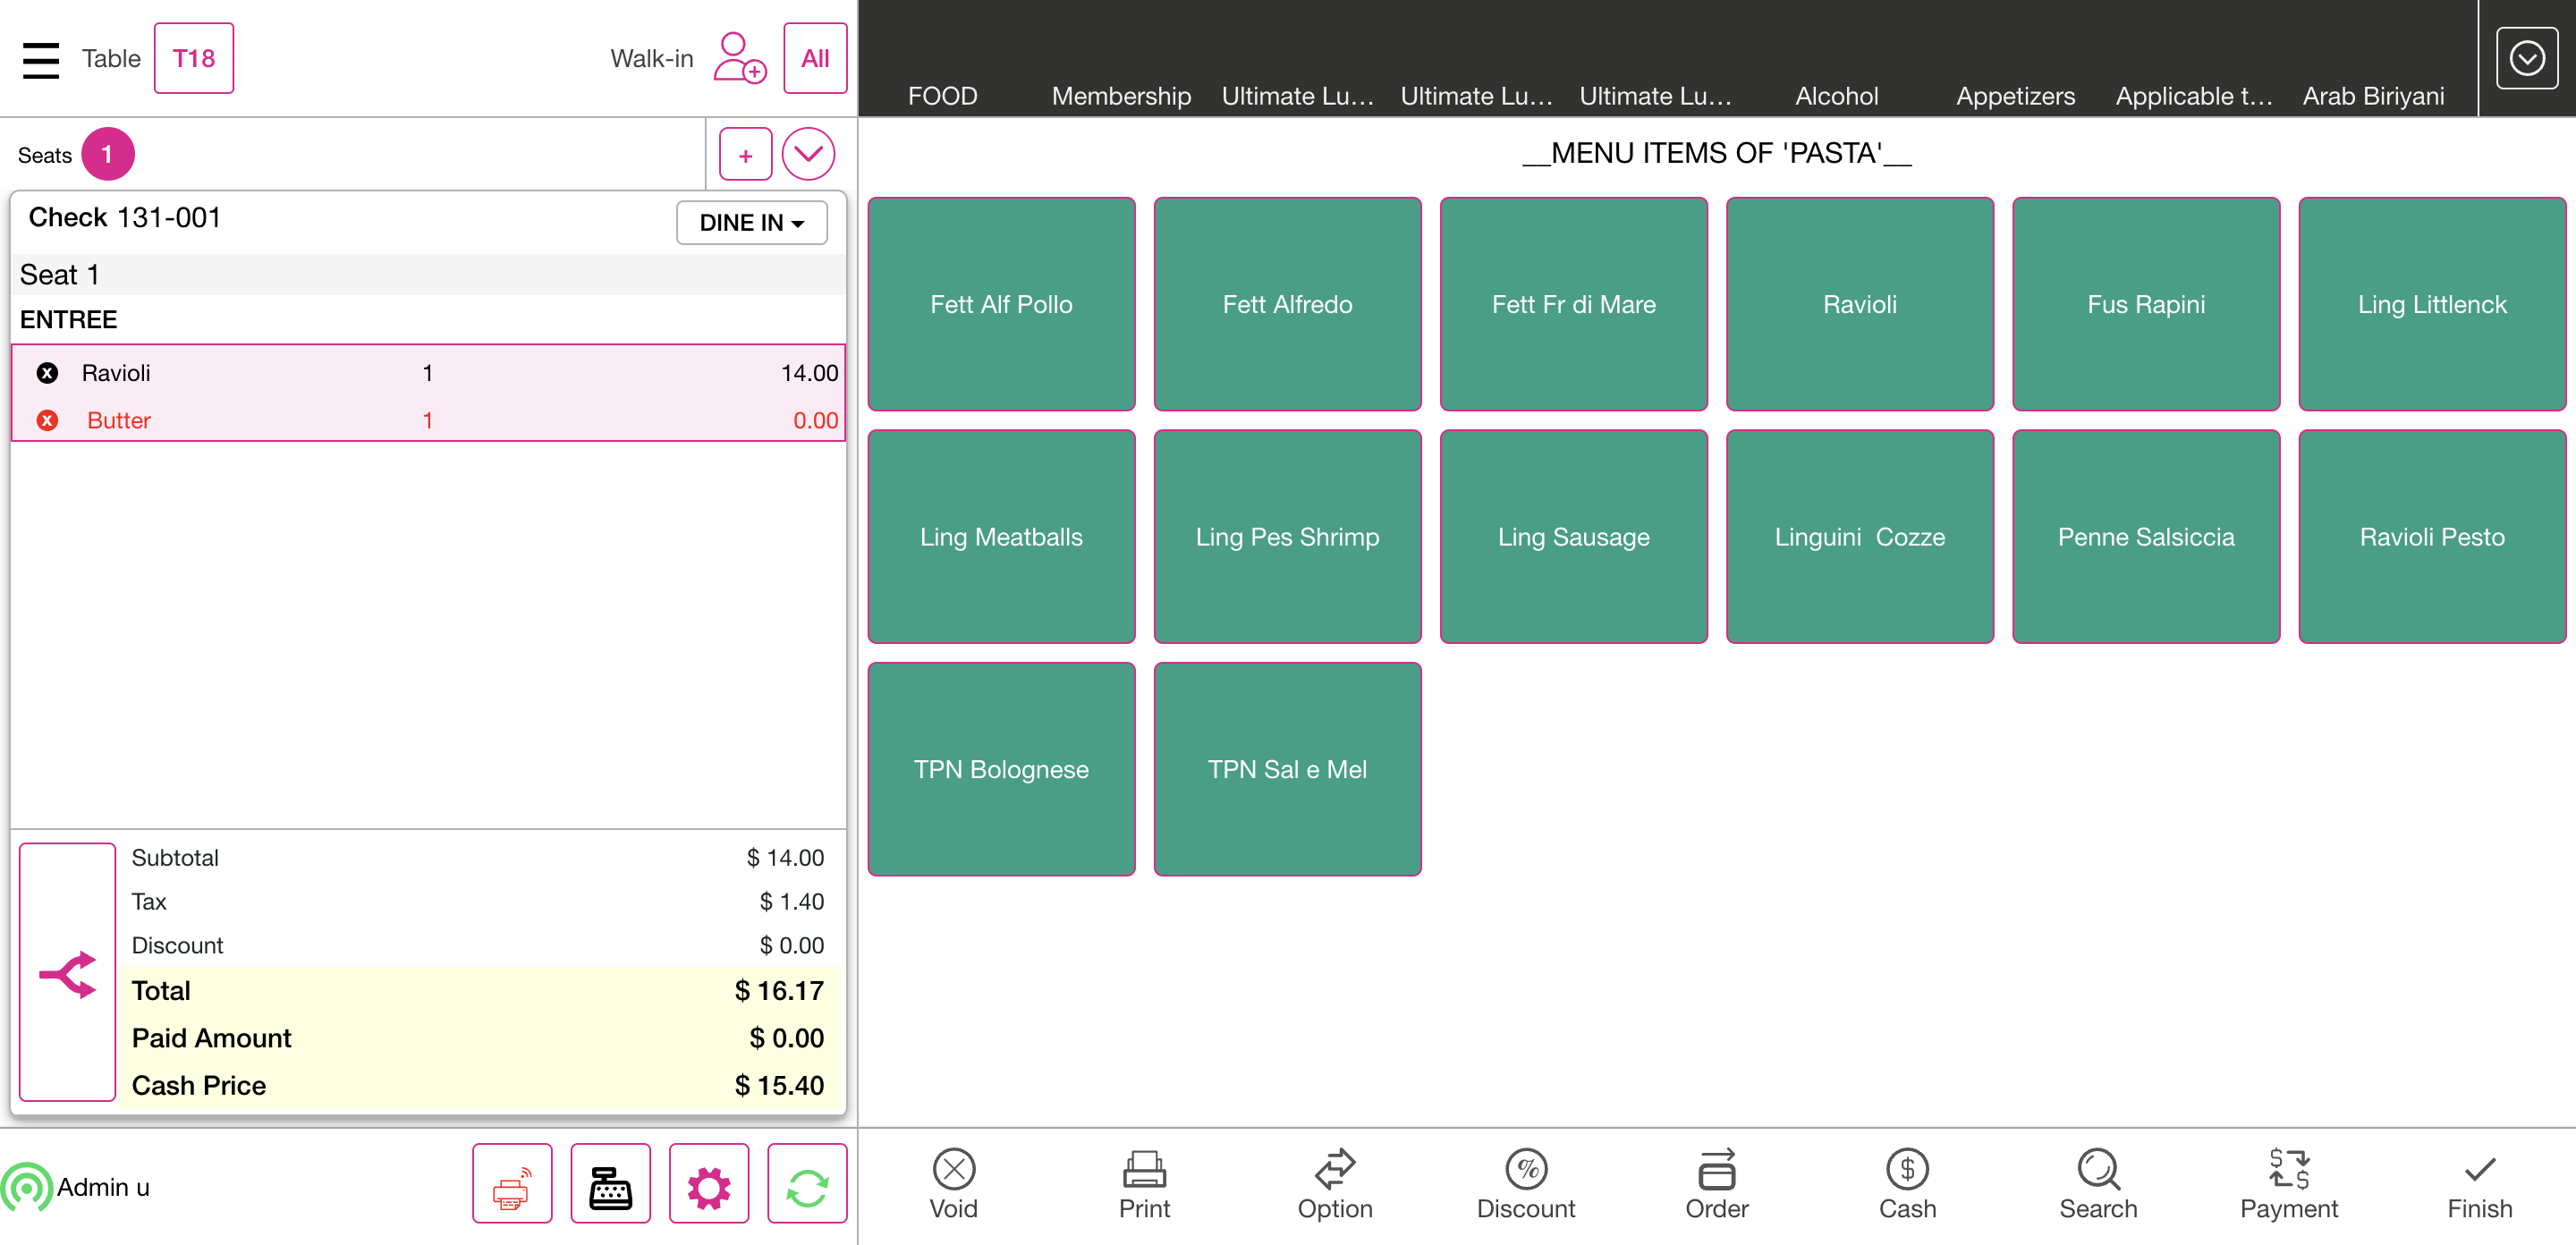 Table T18 Walk-in All
FOOD Membership Ultimate Lu... Ultimate Lu... Ultimate Lu... Alcohol Appetizers Applicable t... Arab Biriyani
Seats 1 +
__MENU ITEMS OF 'PASTA'__
Check 131-001 DINE IN
Seat 1
ENTREE
Ravioli 1 14.00
Butter 1 0.00
Fett Alf Pollo Fett Alfredo Fett Fr di Mare Ravioli Fus Rapini Ling Littlenck
Ling Meatballs Ling Pes Shrimp Ling Sausage Linguini  Cozze Penne Salsiccia Ravioli Pesto
TPN Bolognese TPN Sal e Mel
Subtotal $ 14.00
Tax $ 1.40
Discount $ 0.00
Total $ 16.17
Paid Amount $ 0.00
Cash Price $ 15.40
Admin u
Void Print Option Discount Order Cash Search Payment Finish